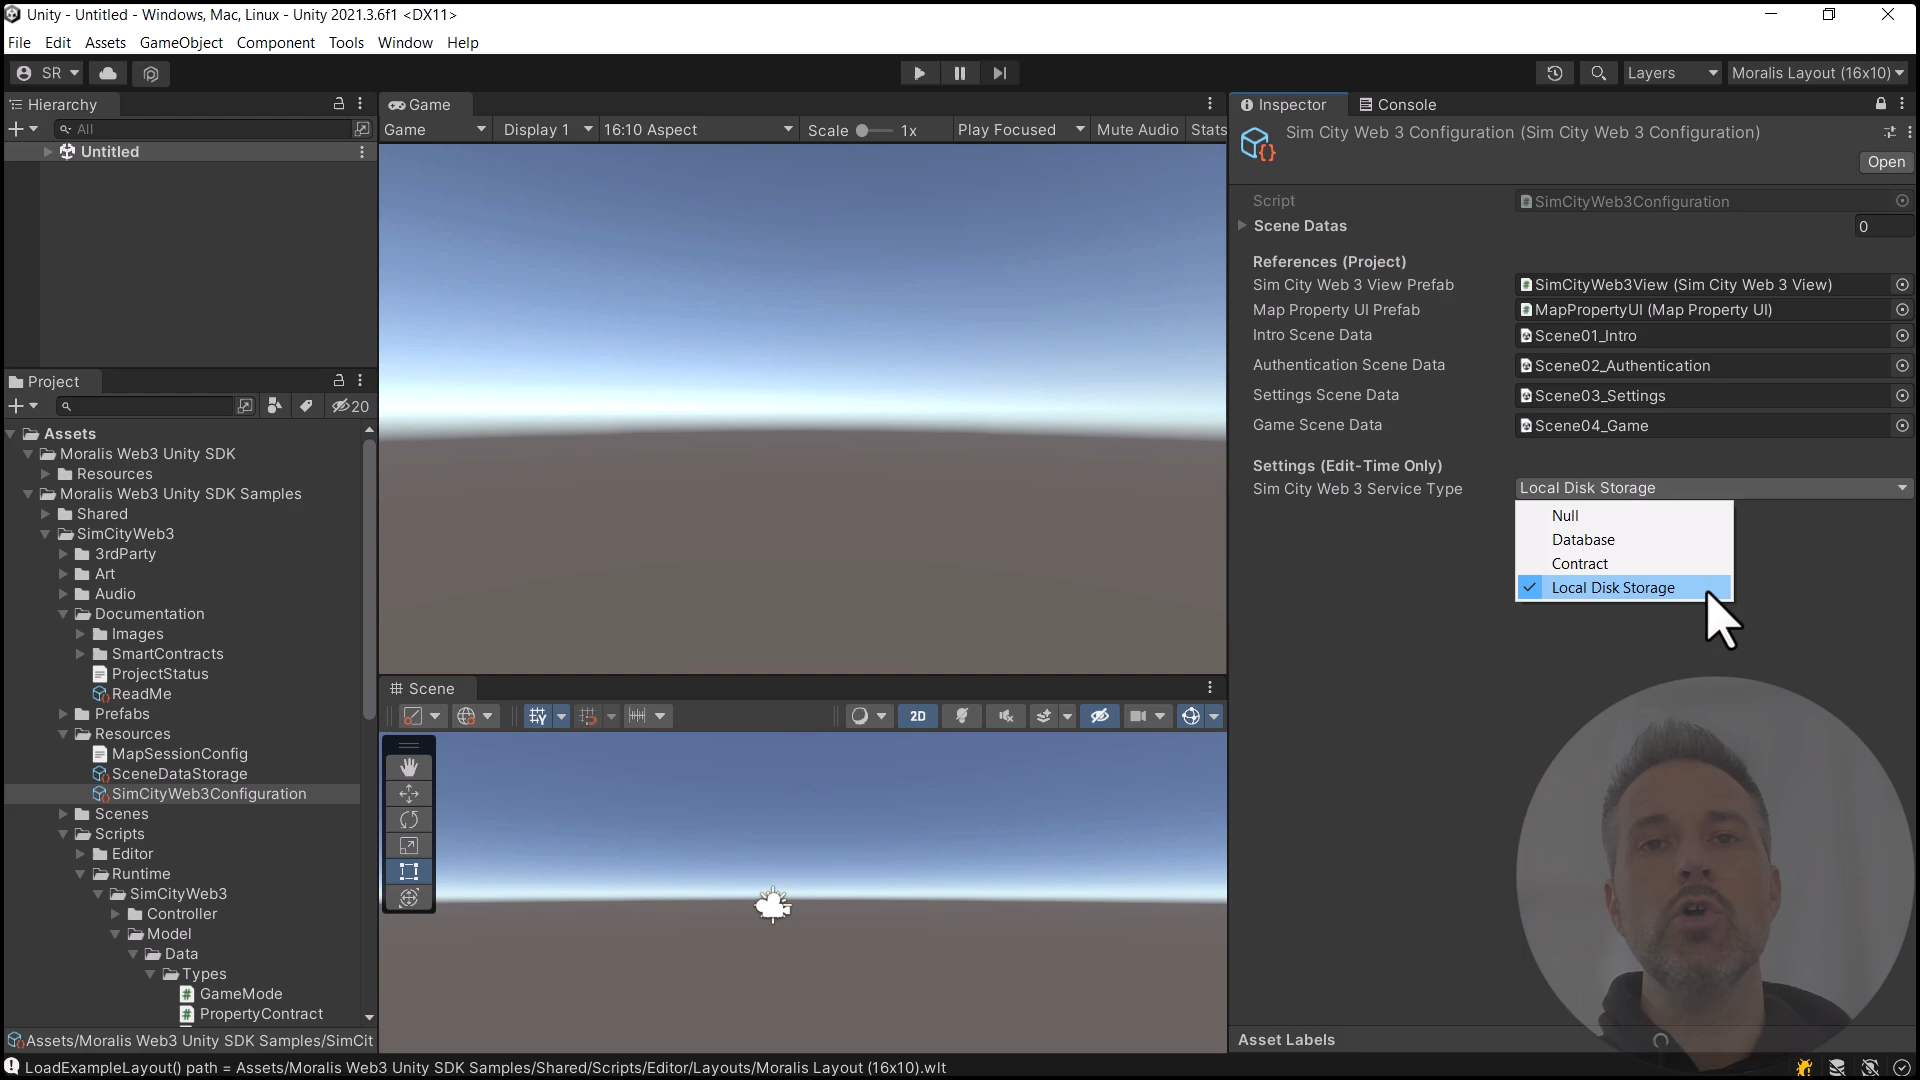 Unity - Untitled - Windows, Mac, Linux - Unity 2021.3.6f1 <DX11>
File Edit Assets GameObject Component Tools Window Help
SR
Layers
Moralis Layout (16x10)
Hierarchy
All
Untitled
Game
Game Display 1 16:10 Aspect Scale 1x Play Focused Mute Audio Stats
Inspector Console
Sim City Web 3 Configuration (Sim City Web 3 Configuration)
Open
Script SimCityWeb3Configuration
Scene Datas 0
References (Project)
Sim City Web 3 View Prefab SimCityWeb3View (Sim City Web 3 View)
Map Property UI Prefab MapPropertyUI (Map Property UI)
Intro Scene Data Scene01_Intro
Authentication Scene Data Scene02_Authentication
Settings Scene Data Scene03_Settings
Game Scene Data Scene04_Game
Settings (Edit-Time Only)
Sim City Web 3 Service Type Local Disk Storage
Null
Database
Contract
Local Disk Storage
Asset Labels
Project
20
Assets
Moralis Web3 Unity SDK
Resources
Moralis Web3 Unity SDK Samples
Shared
SimCityWeb3
3rdParty
Art
Audio
Documentation
Images
SmartContracts
ProjectStatus
ReadMe
Prefabs
Resources
MapSessionConfig
SceneDataStorage
SimCityWeb3Configuration
Scenes
Scripts
Editor
Runtime
SimCityWeb3
Controller
Model
Data
Types
GameMode
PropertyContract
Assets/Moralis Web3 Unity SDK Samples/SimCit
Scene
2D
LoadExampleLayout() path = Assets/Moralis Web3 Unity SDK Samples/Shared/Scripts/Editor/Layouts/Moralis Layout (16x10).wlt